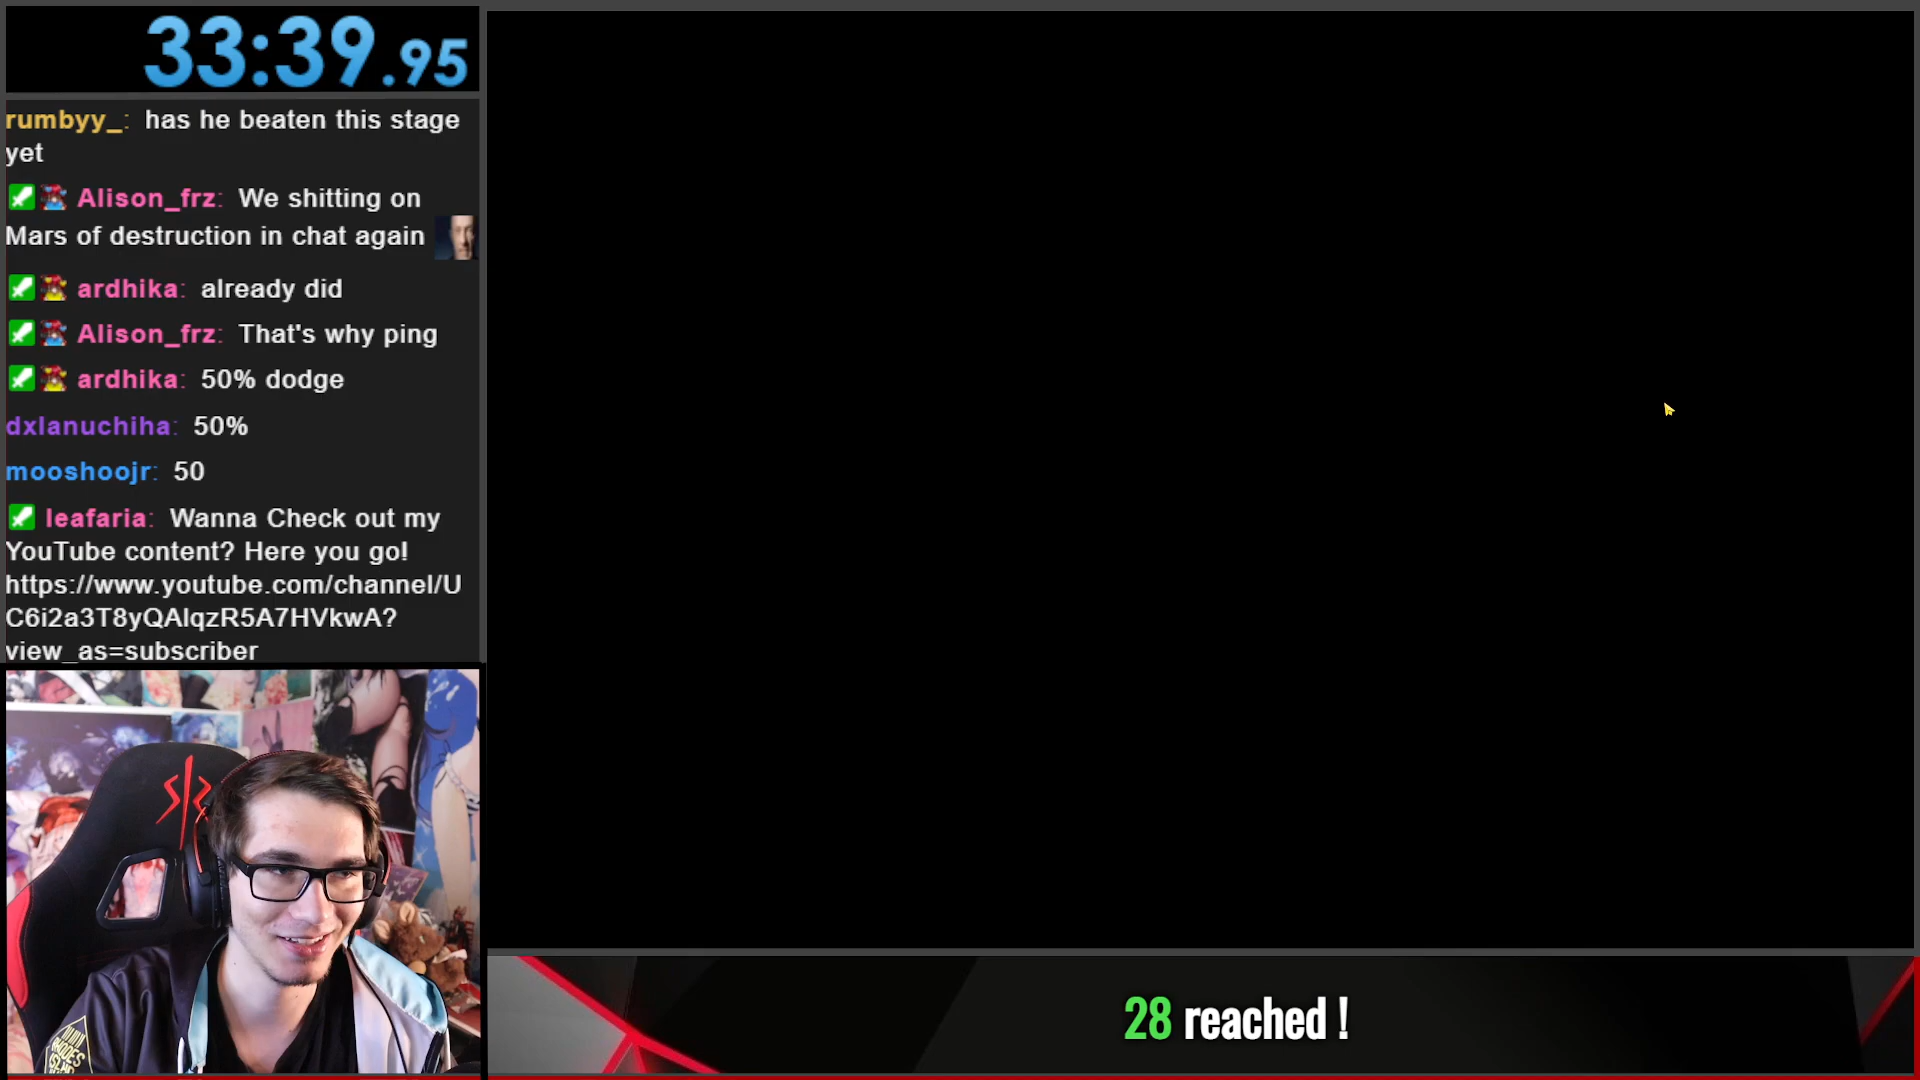 33:39.95
rumbyy_: has he beaten this stage
yet
Alison_frz: We shitting on
Mars of destruction in chat again
ardhika: already did
Alison_frz: That's why ping
ardhika: 50% dodge
dxlanuchiha: 50%
mooshoojr: 50
leafaria: Wanna Check out my
YouTube content? Here you go!
https://www.youtube.com/channel/U
C6i2a3T8yQAlqzR5A7HVkwA?
view_as=subscriber
28 reached !